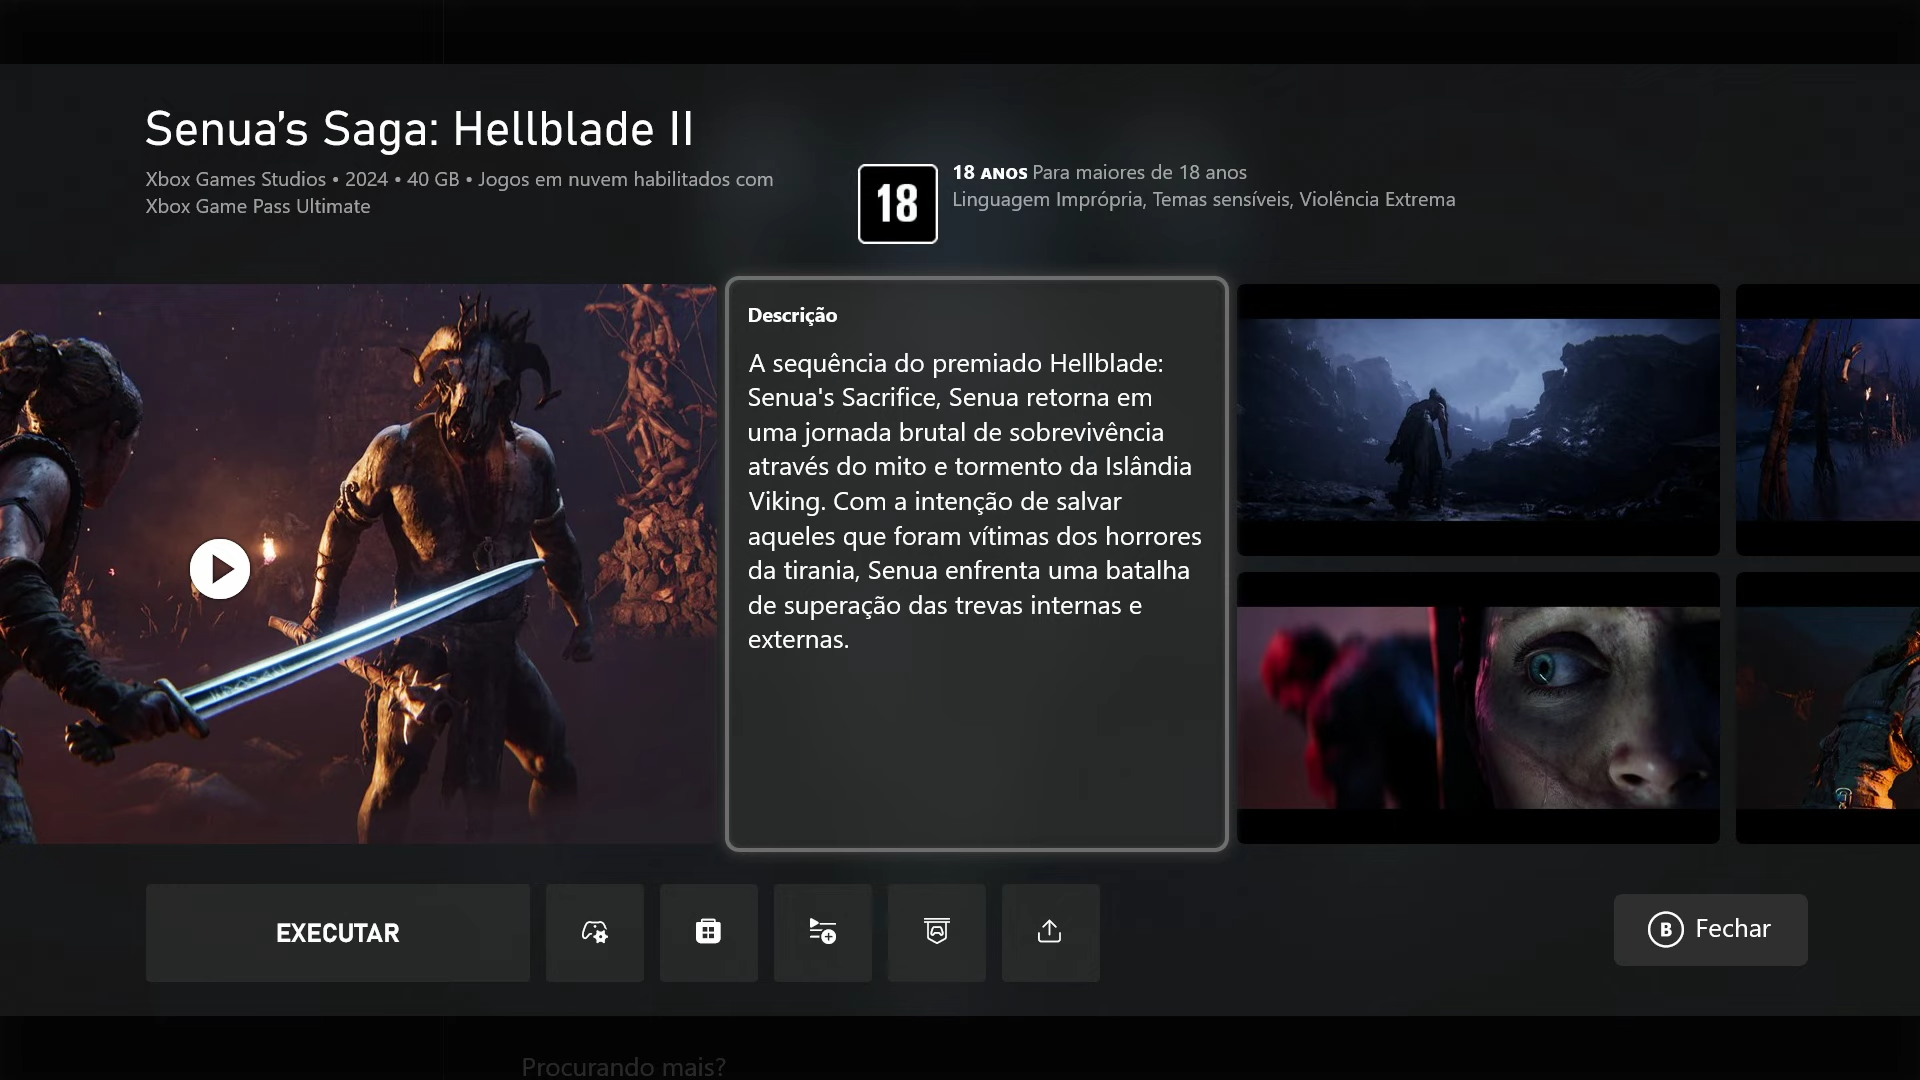 Senua’s Saga: Hellblade II
Xbox Games Studios • 2024 • 40 GB • Jogos em nuvem habilitados com
Xbox Game Pass Ultimate
18
18 ANOS Para maiores de 18 anos
Linguagem Imprópria, Temas sensíveis, Violência Extrema
Descrição
A sequência do premiado Hellblade:
Senua's Sacrifice, Senua retorna em
uma jornada brutal de sobrevivência
através do mito e tormento da Islândia
Viking. Com a intenção de salvar
aqueles que foram vítimas dos horrores
da tirania, Senua enfrenta uma batalha
de superação das trevas internas e
externas.
EXECUTAR
B Fechar
Procurando mais?